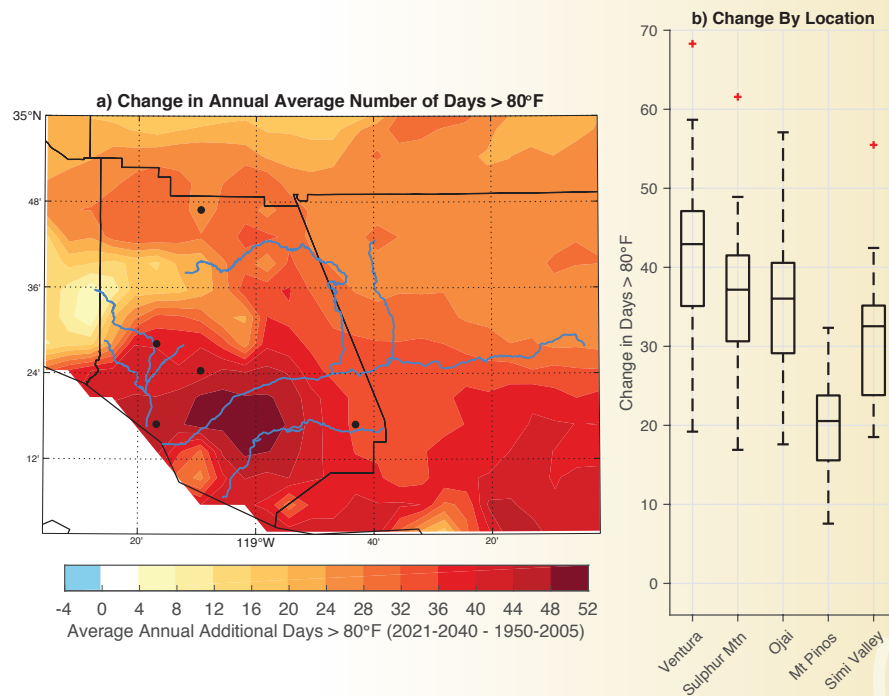 a) Change in Annual Average Number of Days > 80°F
35°N
48'
36'
24'
12'
20' 119°W 40' 20'
-4 0 4 8 12 16 20 24 28 32 36 40 44 48 52
Average Annual Additional Days > 80°F (2021-2040 - 1950-2005)
b) Change By Location
Change in Days > 80°F
70
60
50
40
30
20
10
0
Ventura
Sulphur Mtn
Ojai
Mt Pinos
Simi Valley